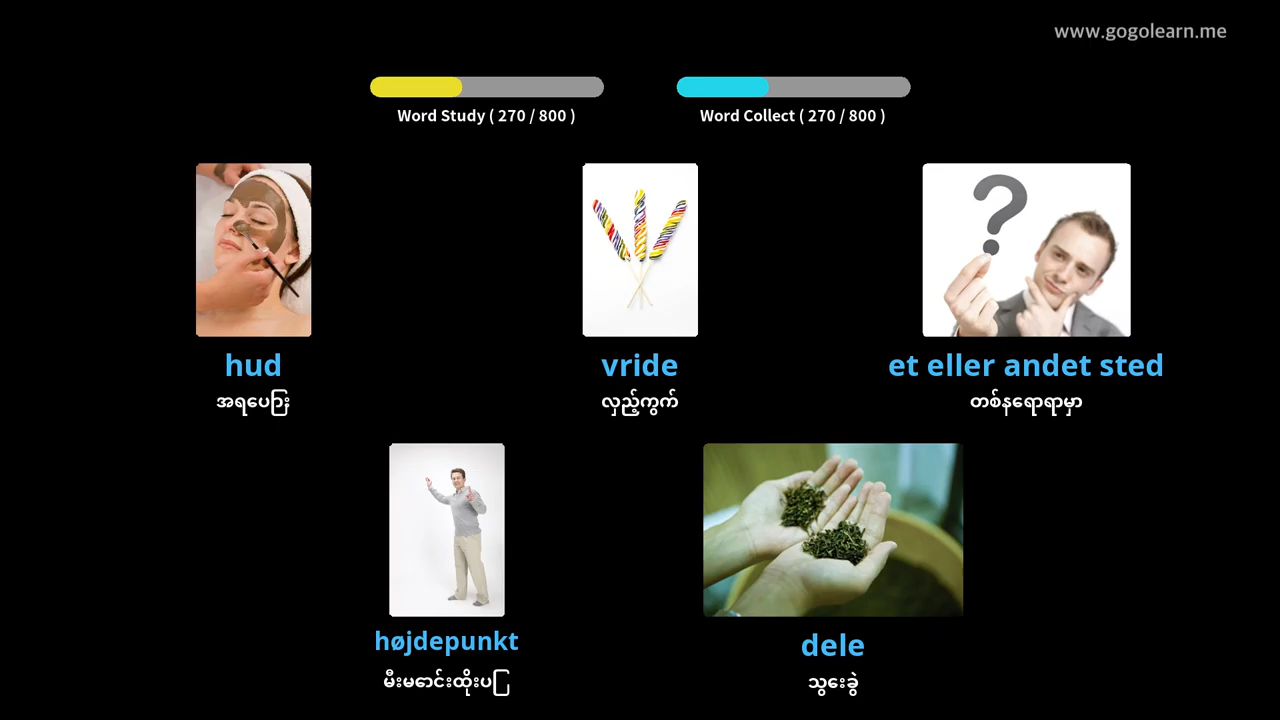 www.gogolearn.me
Word Study ( 270 / 800 )
Word Collect ( 270 / 800 )
hud
vride
et eller andet sted
အရေပြား
လှည့်ကွက်
တစ်နေရာရာမှာ
højdepunkt
dele
မီးမောင်းထိုးပြ
သွေးခွဲ